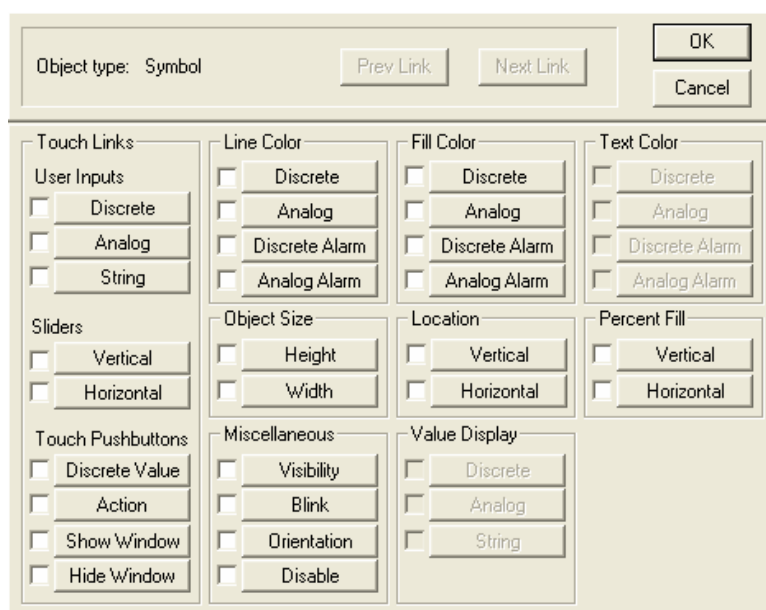 Object type: Symbol
Prev Link
Next Link
OK
Cancel
Touch Links
User Inputs
Discrete
Analog
String
Sliders
Vertical
Horizontal
Touch Pushbuttons
Discrete Value
Action
Show Window
Hide Window
Line Color
Discrete
Analog
Discrete Alarm
Analog Alarm
Object Size
Height
Width
Miscellaneous
Visibility
Blink
Orientation
Disable
Fill Color
Discrete
Analog
Discrete Alarm
Analog Alarm
Location
Vertical
Horizontal
Value Display
Discrete
Analog
String
Text Color
Discrete
Analog
Discrete Alarm
Analog Alarm
Percent Fill
Vertical
Horizontal